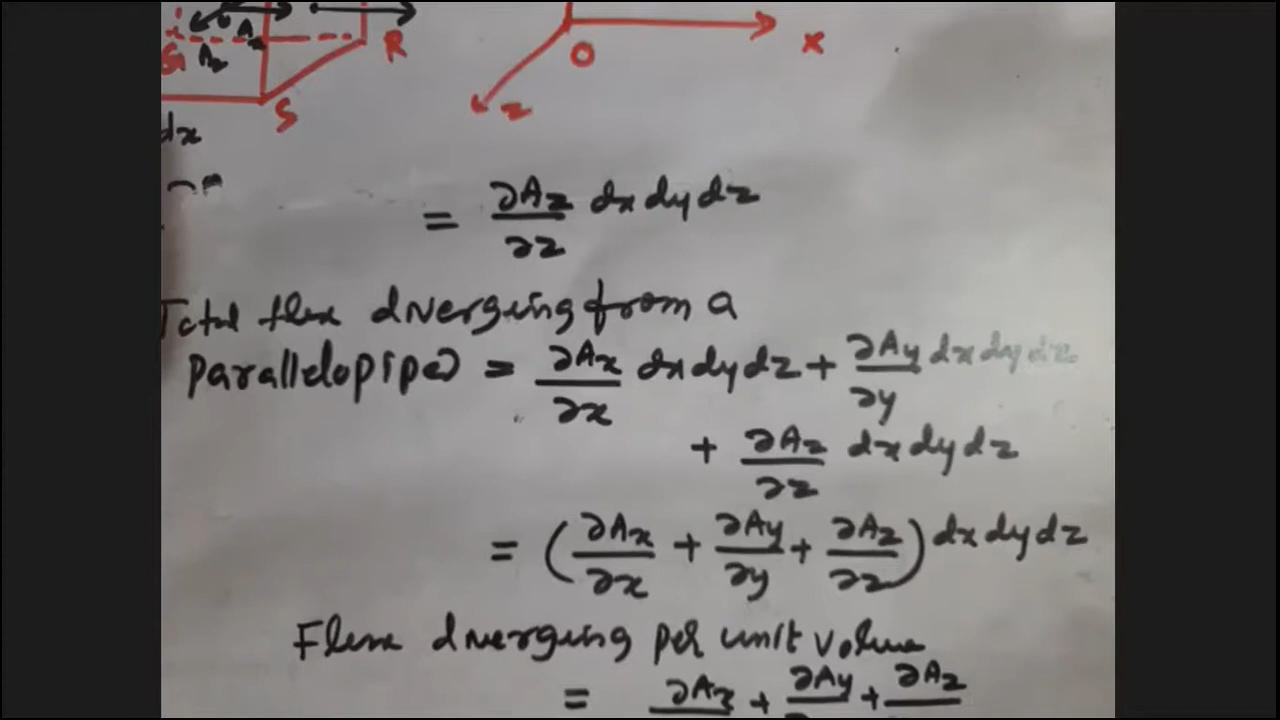 A
A₂
R
S
dx
O
x
z
= ∂Az/∂z dx dy dz
Total flux diverging from a
parallelopiped = ∂Ax/∂x dx dy dz + ∂Ay/∂y dx dy dz
+ ∂Az/∂z dx dy dz
= (∂Ax/∂x + ∂Ay/∂y + ∂Az/∂z) dx dy dz
Flux diverging per unit volume
= ∂Ax + ∂Ay + ∂Az